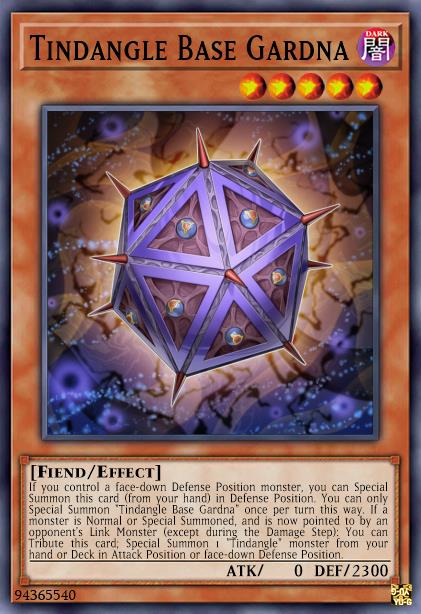 TINDANGLE BASE GARDNA
DARK
闇
[FIEND/EFFECT]
If you control a face-down Defense Position monster, you can Special
Summon this card (from your hand) in Defense Position. You can only
Special Summon "Tindangle Base Gardna" once per turn this way. If a
monster is Normal or Special Summoned, and is now pointed to by an
opponent's Link Monster (except during the Damage Step): You can
Tribute this card; Special Summon 1 "Tindangle" monster from your
hand or Deck in Attack Position or face-down Defense Position.
ATK/ 0 DEF/2300
94365540